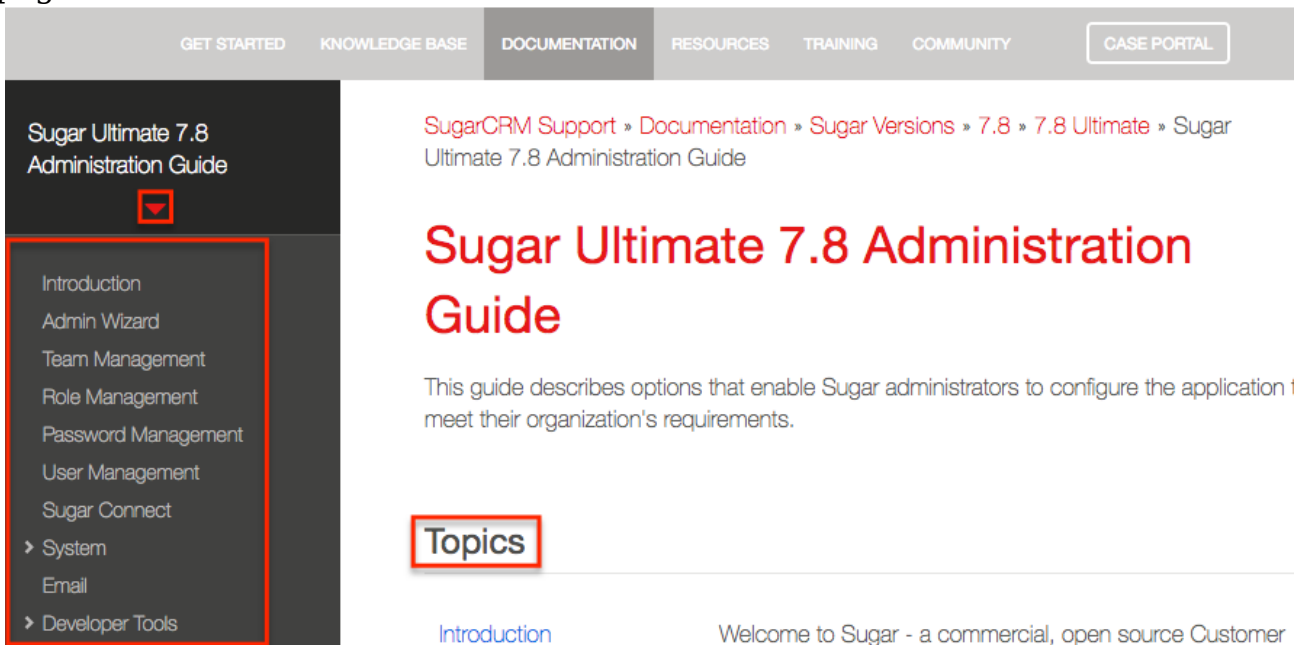 GET STARTED KNOWLEDGE BASE DOCUMENTATION RESOURCES TRAINING COMMUNITY CASE PORTAL
Sugar Ultimate 7.8
Administration Guide
Introduction
Admin Wizard
Team Management
Role Management
Password Management
User Management
Sugar Connect
System
Email
Developer Tools
SugarCRM Support » Documentation » Sugar Versions » 7.8 » 7.8 Ultimate » Sugar
Ultimate 7.8 Administration Guide
Sugar Ultimate 7.8 Administration
Guide
This guide describes options that enable Sugar administrators to configure the application
meet their organization's requirements.
Topics
Introduction Welcome to Sugar - a commercial, open source Customer